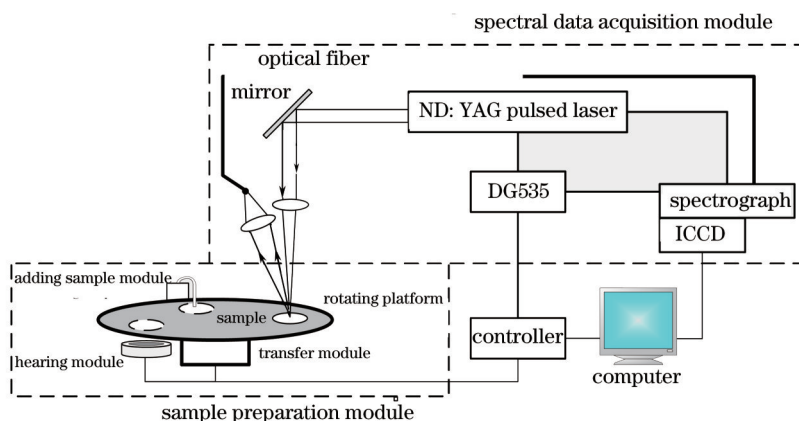 spectral data acquisition module
optical fiber
mirror
ND: YAG pulsed laser
DG535
spectrograph
ICCD
adding sample module
rotating platform
sample
controller
transfer module
hearing module
computer
sample preparation module